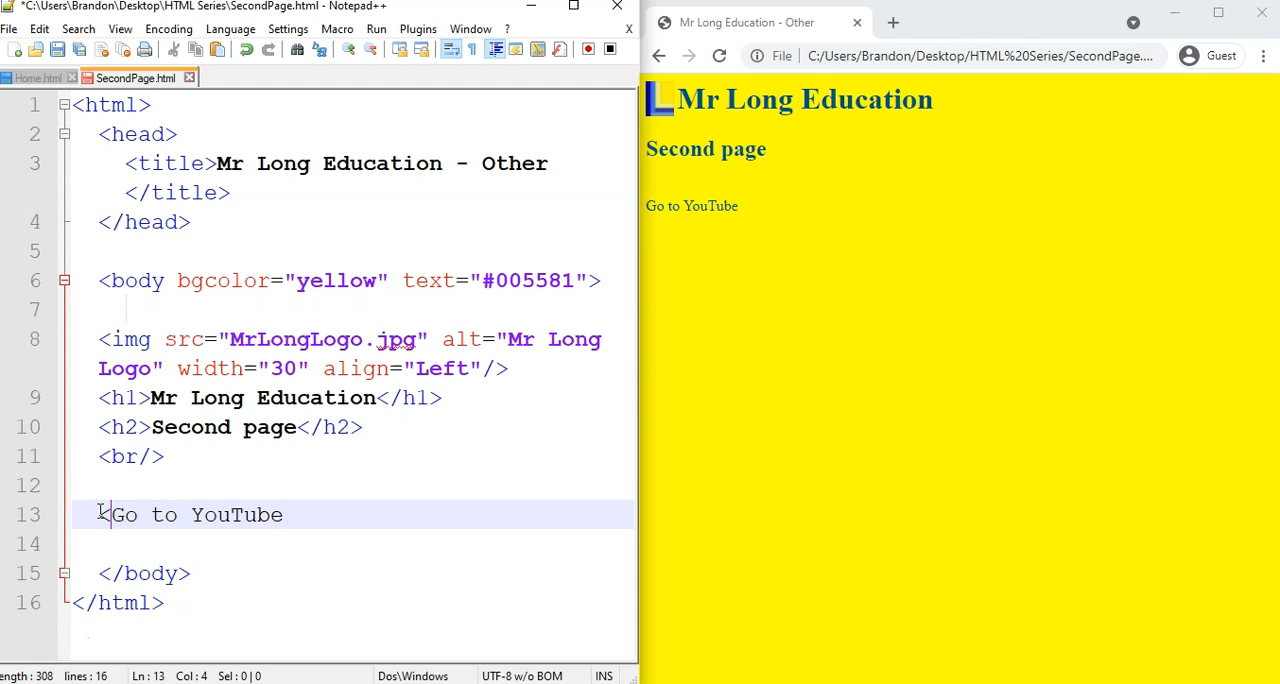 *C:\Users\Brandon\Desktop\HTML Series\SecondPage.html - Notepad++
File Edit Search View Encoding Language Settings Macro Run Plugins Window ? X
Home.html SecondPage.html
1 <html>
2 <head>
3 <title>Mr Long Education - Other
</title>
4 </head>
5
6 <body bgcolor="yellow" text="#005581">
7
8 <img src="MrLongLogo.jpg" alt="Mr Long
Logo" width="30" align="Left"/>
9 <h1>Mr Long Education</h1>
10 <h2>Second page</h2>
11 <br/>
12
13 <Go to YouTube
14
15 </body>
16 </html>
ength: 308 lines: 16 Ln: 13 Col: 4 Sel: 0 | 0 Dos\Windows UTF-8 w/o BOM INS
Mr Long Education - Other
File C:/Users/Brandon/Desktop/HTML%20Series/SecondPage.... Guest
Mr Long Education
Second page
Go to YouTube